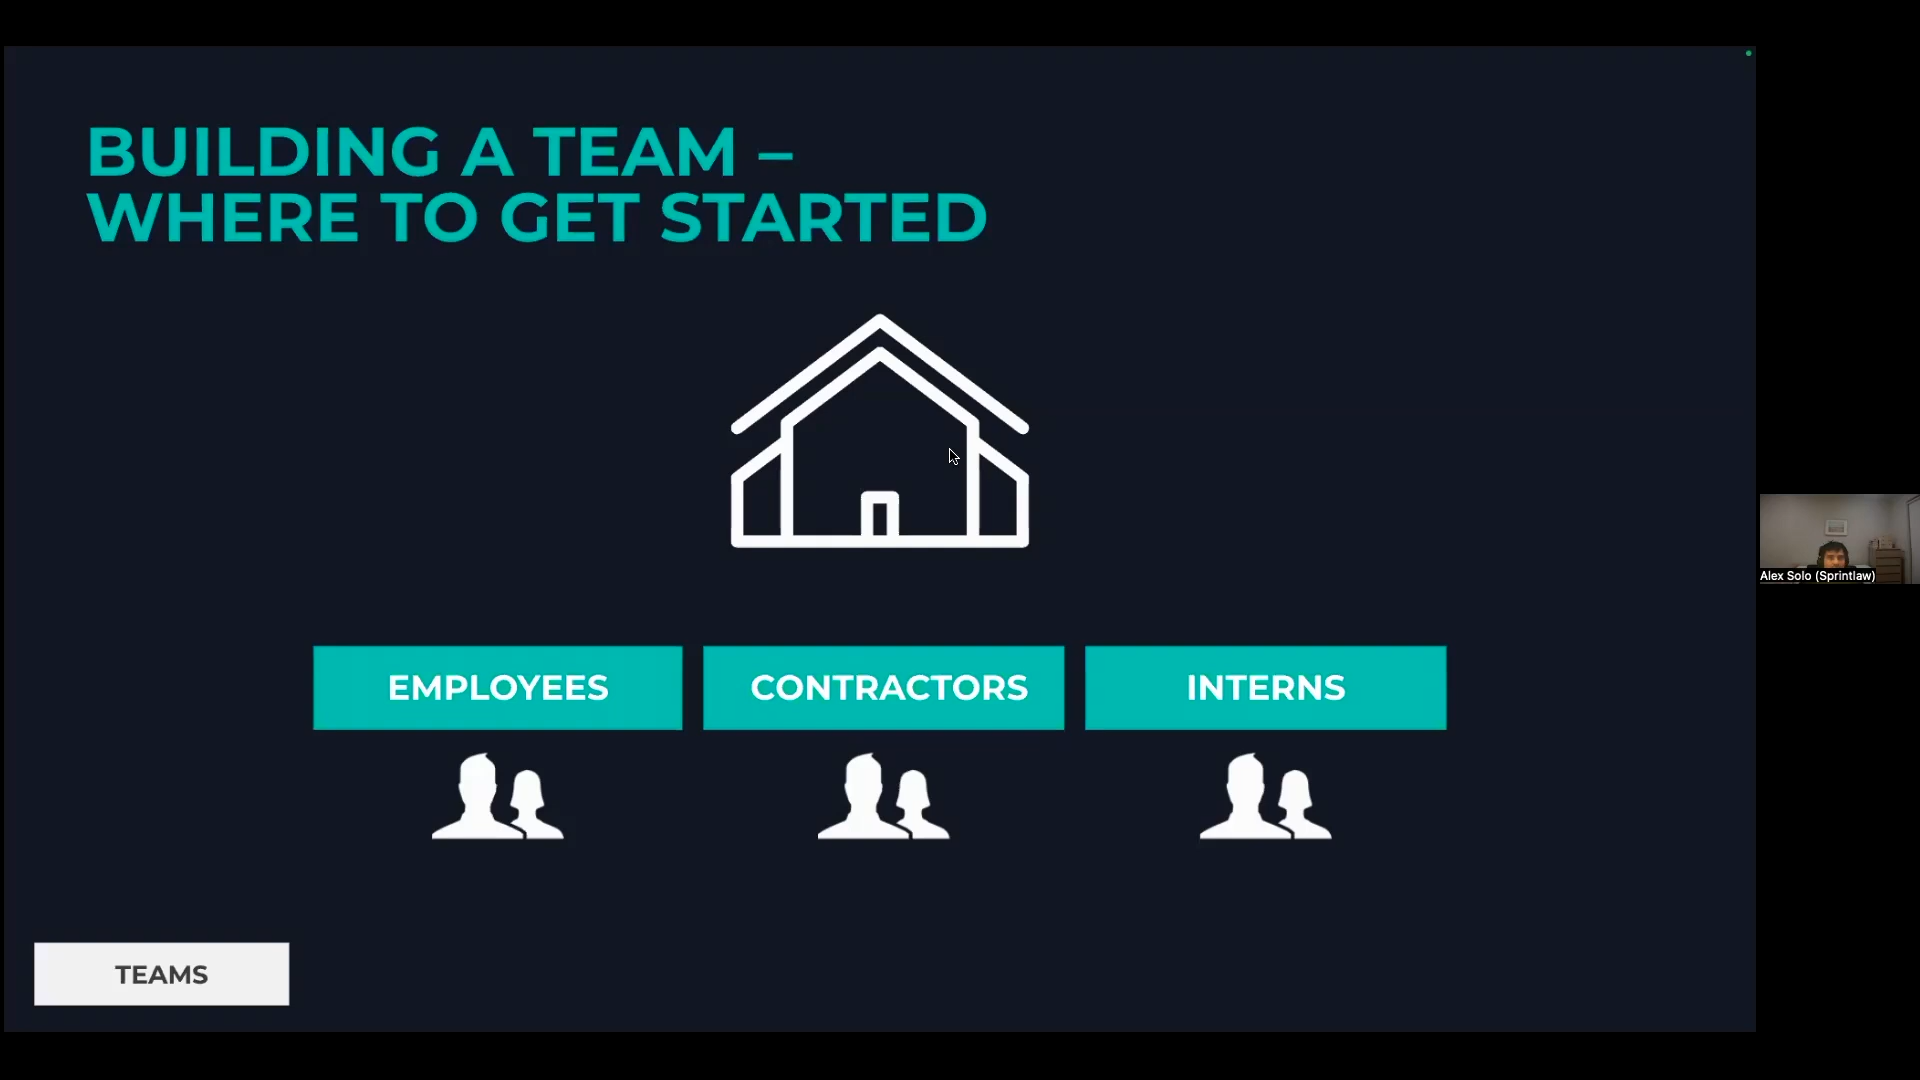 BUILDING A TEAM –
WHERE TO GET STARTED
EMPLOYEES
CONTRACTORS
INTERNS
TEAMS
Alex Solo (Sprintlaw)